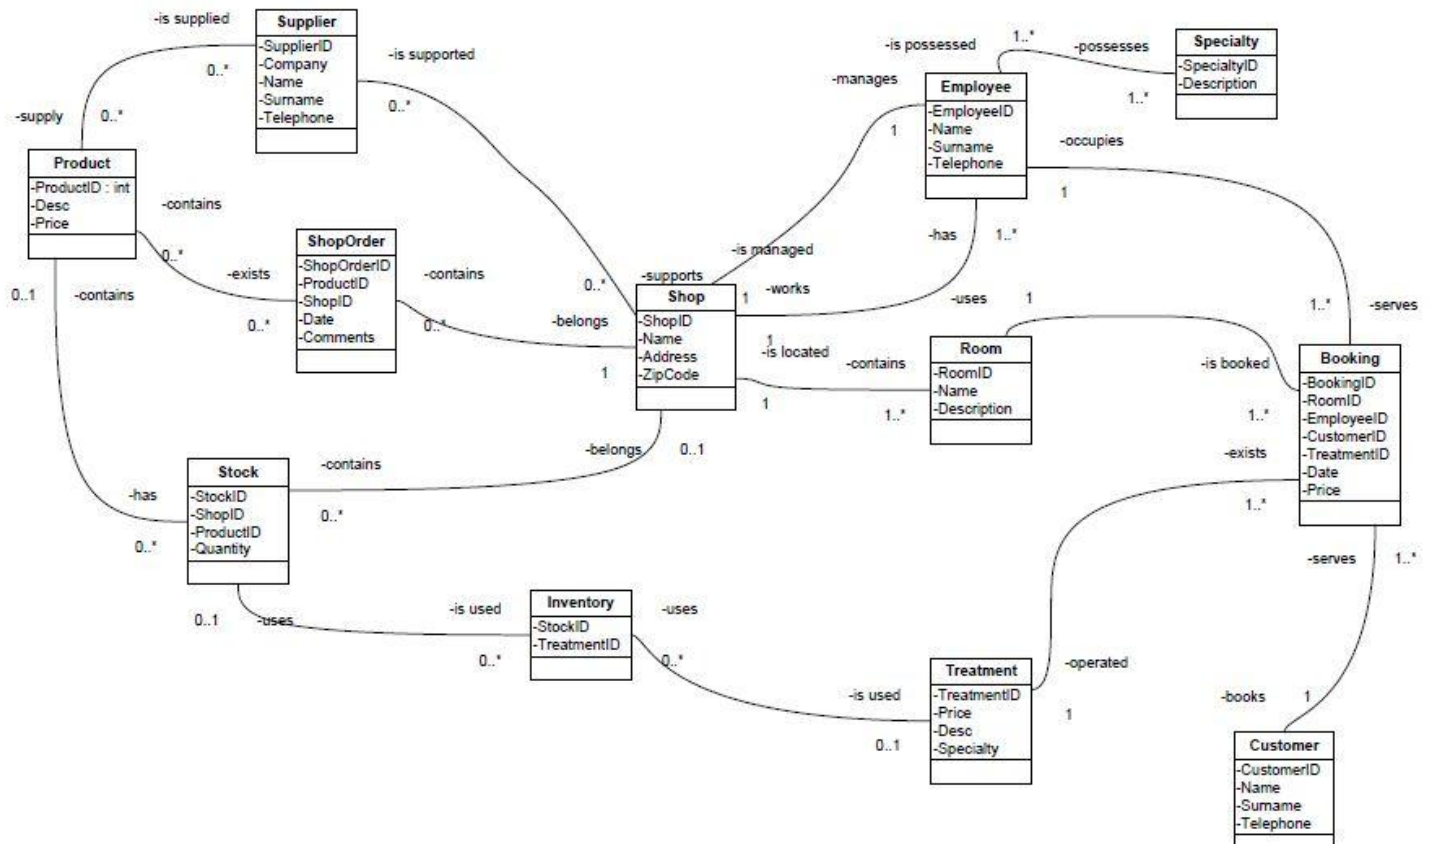 -is supplied
Supplier
-SupplierID
-Company
-Name
-Surname
-Telephone
0..*
-is supported
0..*
-supply
0..*
Product
-ProductID : int
-Desc
-Price
-contains
0..*
ShopOrder
-ShopOrderID
-ProductID
-ShopID
-Date
-Comments
-exists
0..*
-contains
0..*
-belongs
1
0..1
-contains
-has
0..*
Stock
-StockID
-ShopID
-ProductID
-Quantity
-contains
0..*
-belongs
0..1
0..*
-supports
Shop
-ShopID
-Name
-Address
-ZipCode
-is managed
1
-works
1
-is located
1
-contains
1..*
-manages
1
-is possessed
1..*
-possesses
1..*
Specialty
-SpecialtyID
-Description
Employee
-EmployeeID
-Name
-Surname
-Telephone
-occupies
1
-has
1..*
-uses
1
Room
-RoomID
-Name
-Description
-is booked
1..*
1..*
-serves
Booking
-BookingID
-RoomID
-EmployeeID
-CustomerID
-TreatmentID
-Date
-Price
-exists
1..*
-serves
1..*
0..1
-uses
-is used
0..*
Inventory
-StockID
-TreatmentID
-uses
0..*
-is used
0..1
Treatment
-TreatmentID
-Price
-Desc
-Specialty
-operated
1
-books
1
Customer
-CustomerID
-Name
-Surname
-Telephone